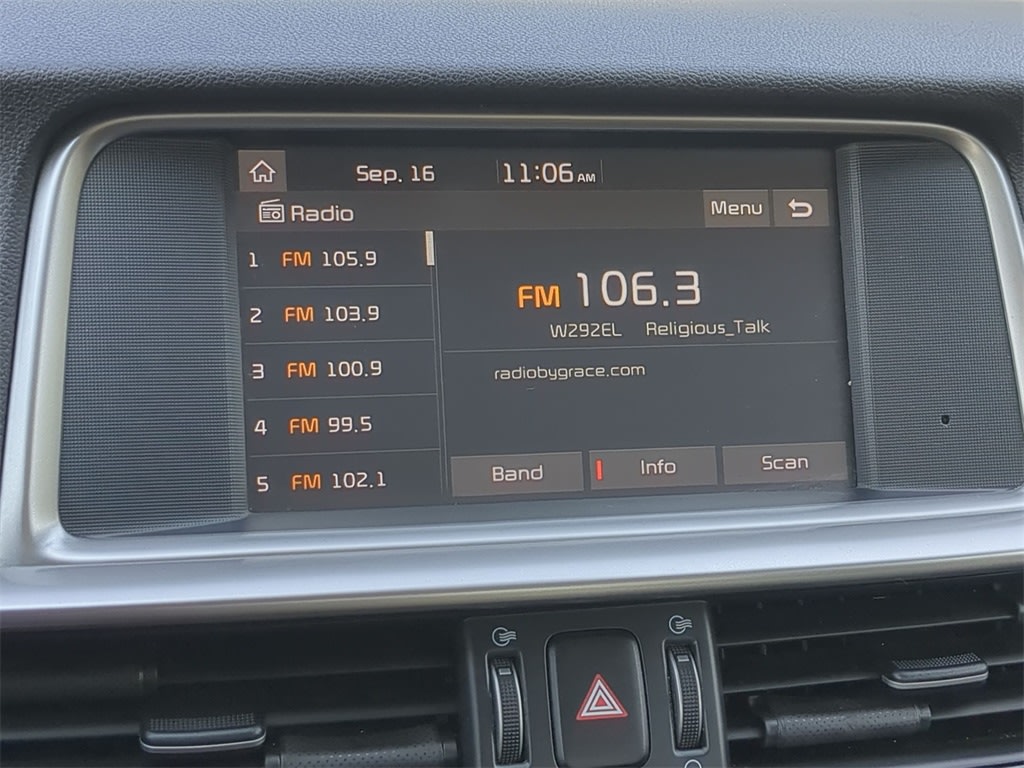 Sep. 16 11:06 AM
Radio Menu
1 FM 105.9
2 FM 103.9
3 FM 100.9
4 FM 99.5
5 FM 102.1
FM 106.3
W292EL Religious_Talk
radiobygrace.com
Band Info Scan